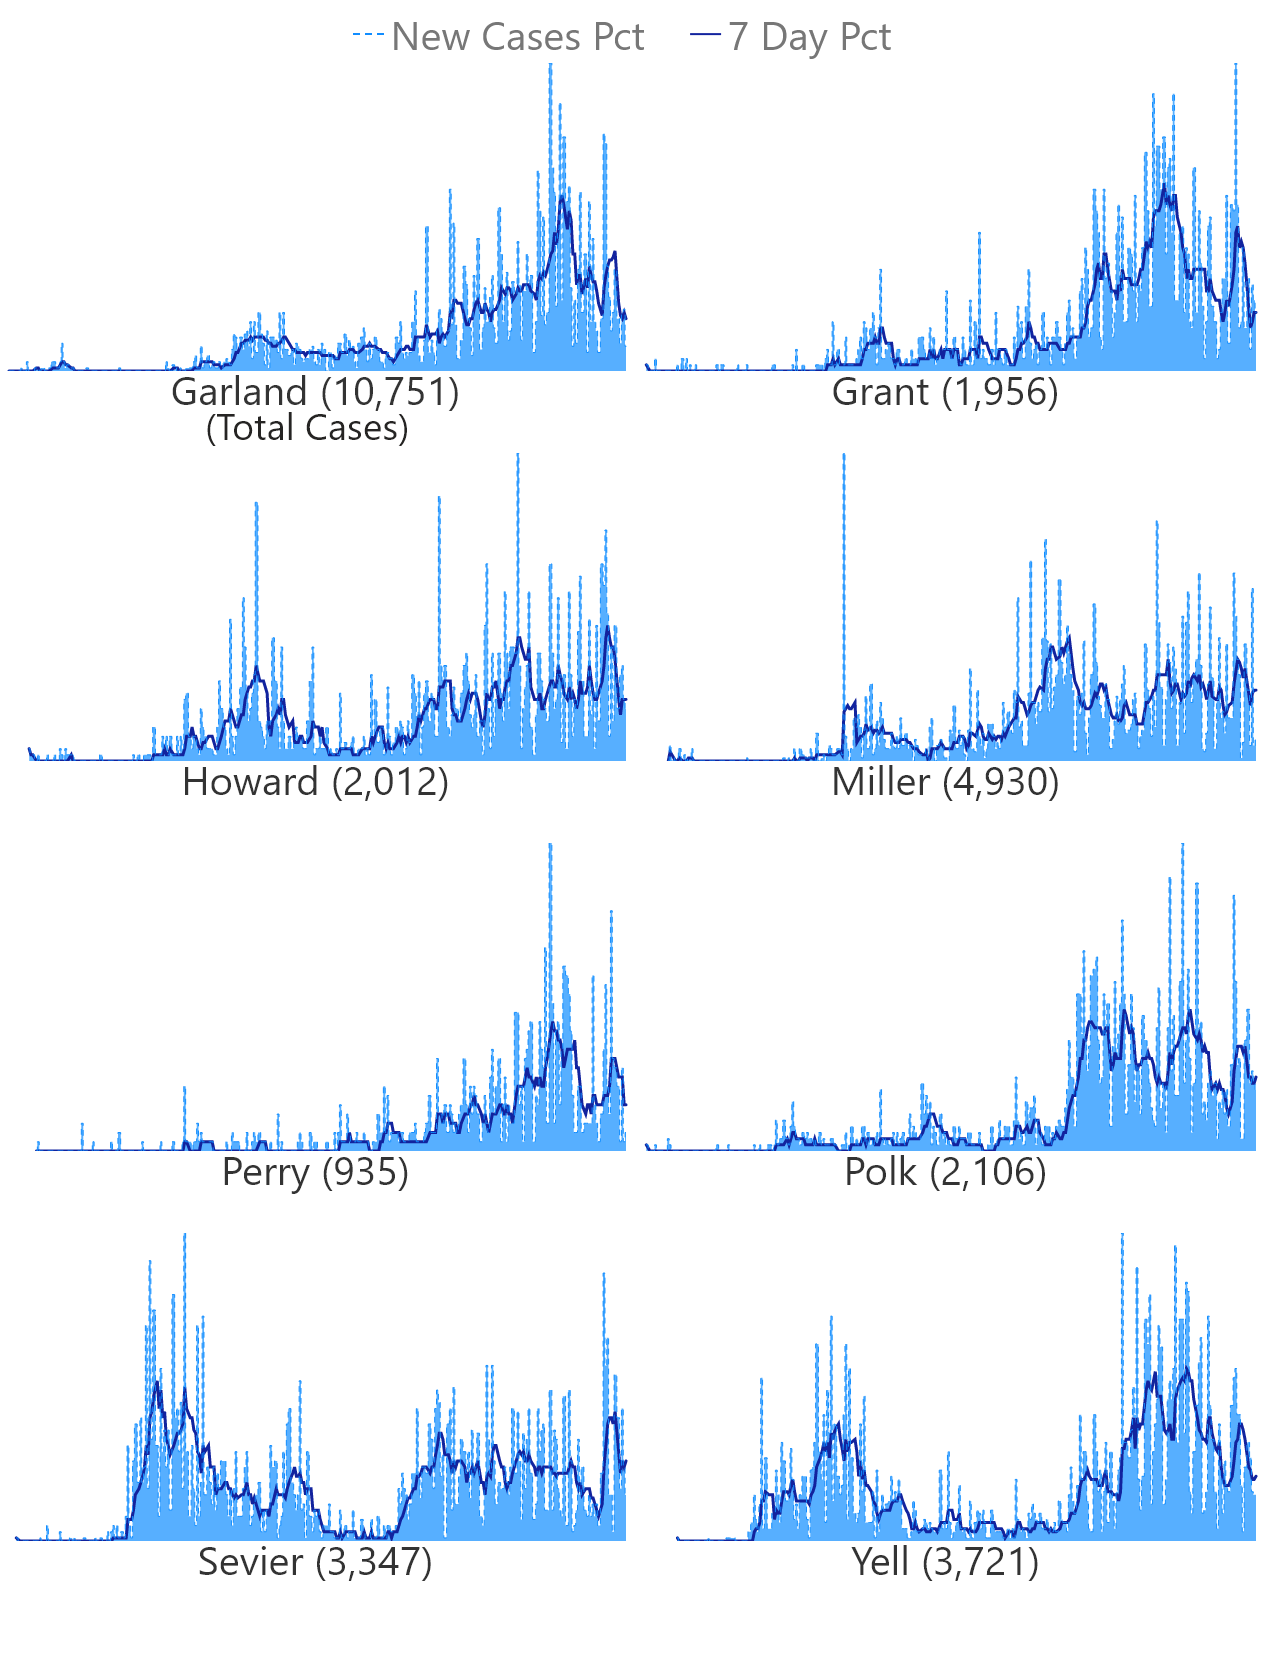 New Cases Pct 7 Day Pct
Garland (10,751) Grant (1,956)
(Total Cases)
Howard (2,012) Miller (4,930)
Perry (935) Polk (2,106)
Sevier (3,347) Yell (3,721)